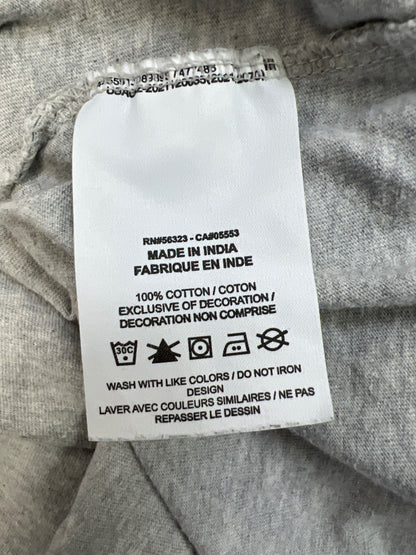 RN#56323 - CA#05553
MADE IN INDIA
FABRIQUE EN INDE
100% COTTON / COTON
EXCLUSIVE OF DECORATION /
DECORATION NON COMPRISE
30C
WASH WITH LIKE COLORS / DO NOT IRON
DESIGN
LAVER AVEC COULEURS SIMILAIRES / NE PAS
REPASSER LE DESSIN